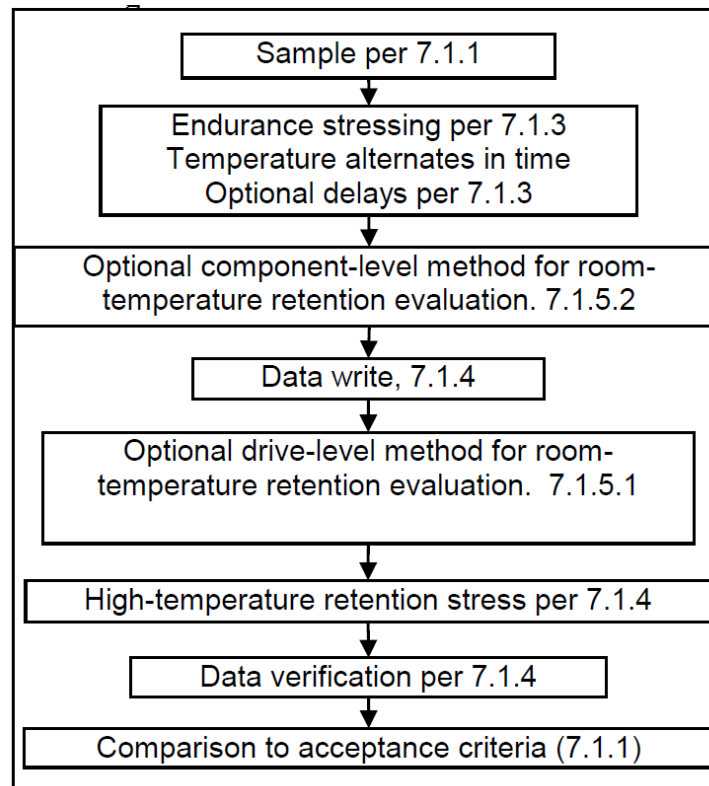 Sample per 7.1.1
Endurance stressing per 7.1.3
Temperature alternates in time
Optional delays per 7.1.3
Optional component-level method for room-
temperature retention evaluation. 7.1.5.2
Data write, 7.1.4
Optional drive-level method for room-
temperature retention evaluation.  7.1.5.1
High-temperature retention stress per 7.1.4
Data verification per 7.1.4
Comparison to acceptance criteria (7.1.1)